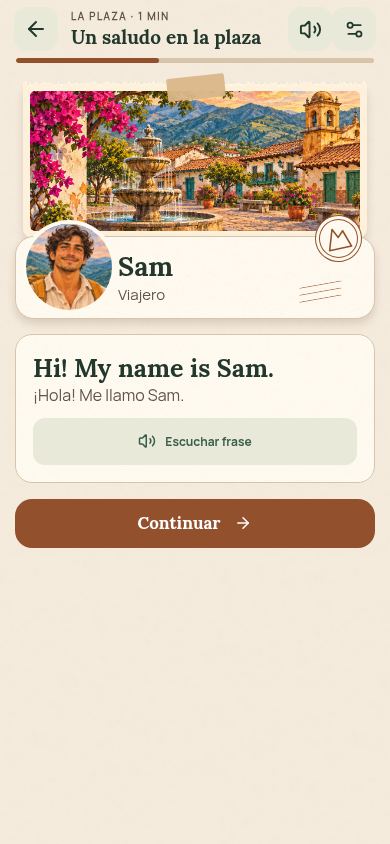 LA PLAZA · 1 MIN
Un saludo en la plaza
Sam
Viajero
Hi! My name is Sam.
¡Hola! Me llamo Sam.
Escuchar frase
Continuar